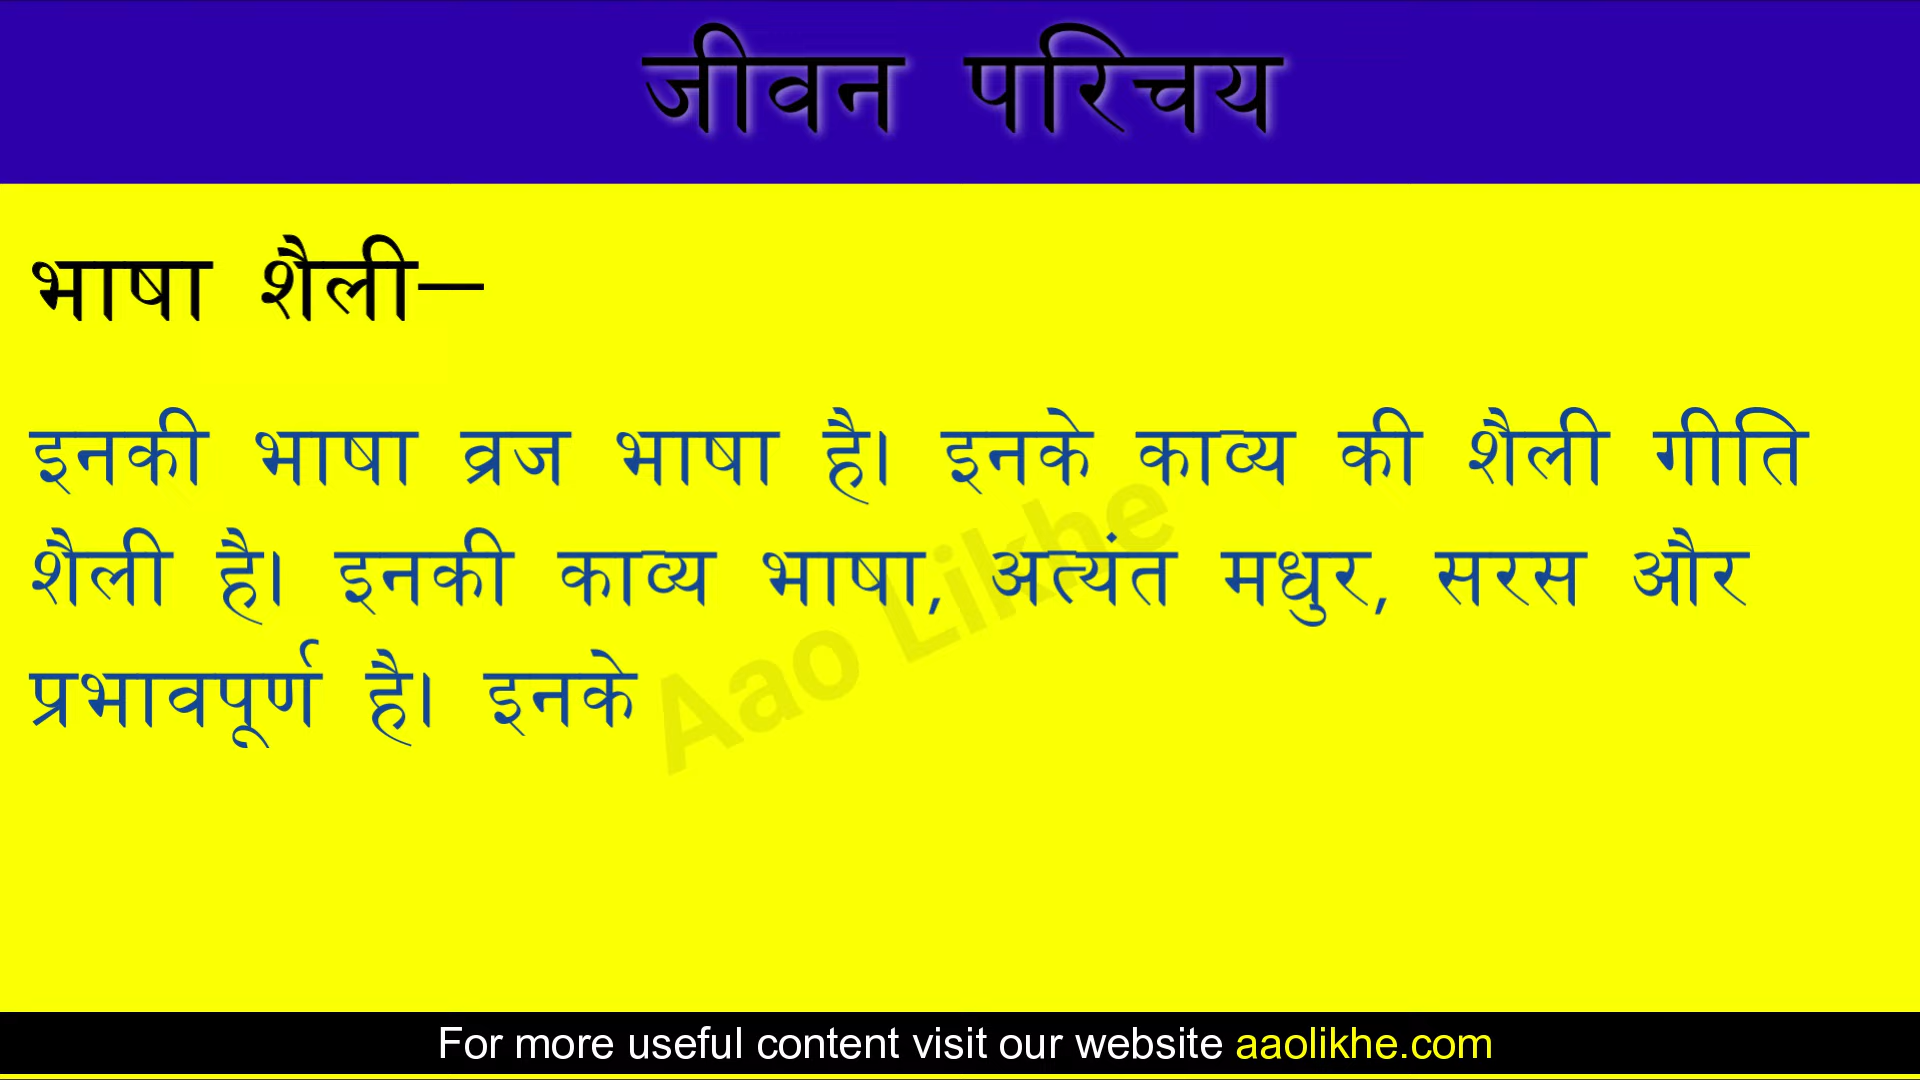 जीवन परिचय
भाषा शैली—
इनकी भाषा व्रज भाषा है। इनके काव्य की शैली गीति
शैली है। इनकी काव्य भाषा, अत्यंत मधुर, सरस और
प्रभावपूर्ण है। इनके
Aao Likhe
For more useful content visit our website aaolikhe.com